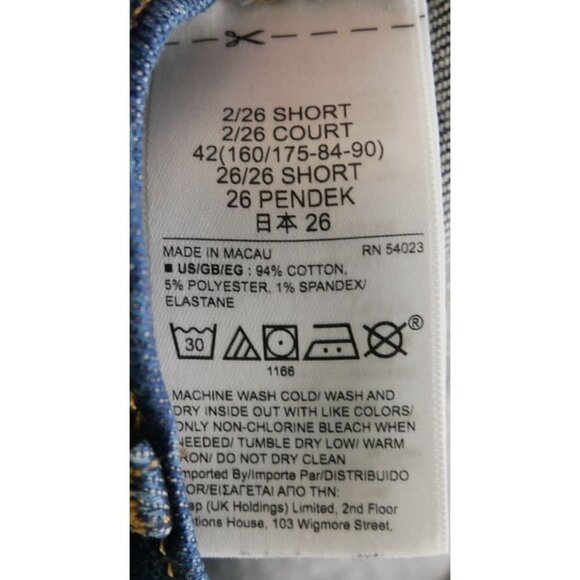 2/26 SHORT
2/26 COURT
42(160/175-84-90)
26/26 SHORT
26 PENDEK
日本 26
MADE IN MACAU RN 54023
■ US/GB/EG : 94% COTTON,
5% POLYESTER, 1% SPANDEX/
ELASTANE
30 ®
1166
MACHINE WASH COLD/ WASH AND
DRY INSIDE OUT WITH LIKE COLORS/
ONLY NON-CHLORINE BLEACH WHEN
NEEDED/ TUMBLE DRY LOW/ WARM
IRON/ DO NOT DRY CLEAN
mported By/Importe Par/DISTRIBUIDO
OR/ΕΙΣΑΓΕΤΑΙ ΑΠΟ ΤΗΝ:
ap (UK Holdings) Limited, 2nd Floor
tions House, 103 Wigmore Street,